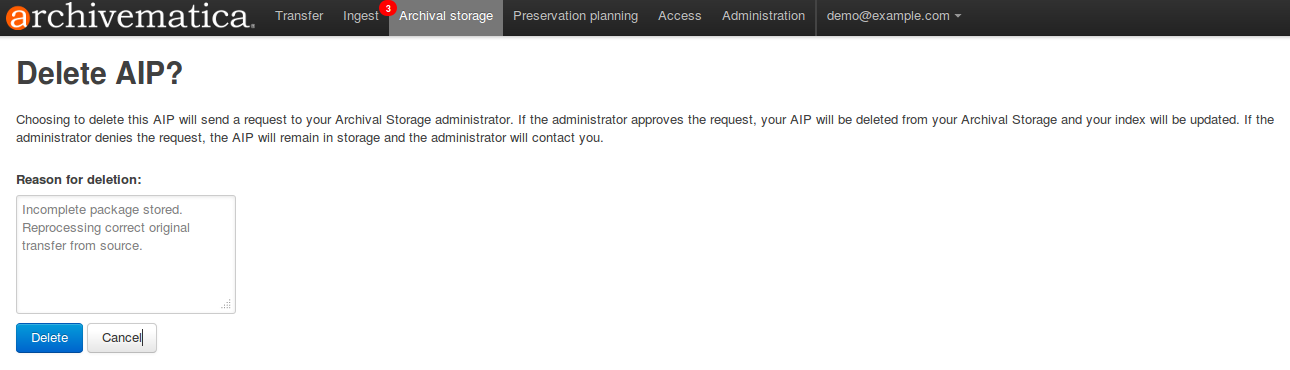 archivematica.
Transfer Ingest 3 Archival storage Preservation planning Access Administration demo@example.com
Delete AIP?
Choosing to delete this AIP will send a request to your Archival Storage administrator. If the administrator approves the request, your AIP will be deleted from your Archival Storage and your index will be updated. If the
administrator denies the request, the AIP will remain in storage and the administrator will contact you.
Reason for deletion:
Incomplete package stored.
Reprocessing correct original
transfer from source.
Delete Cancel